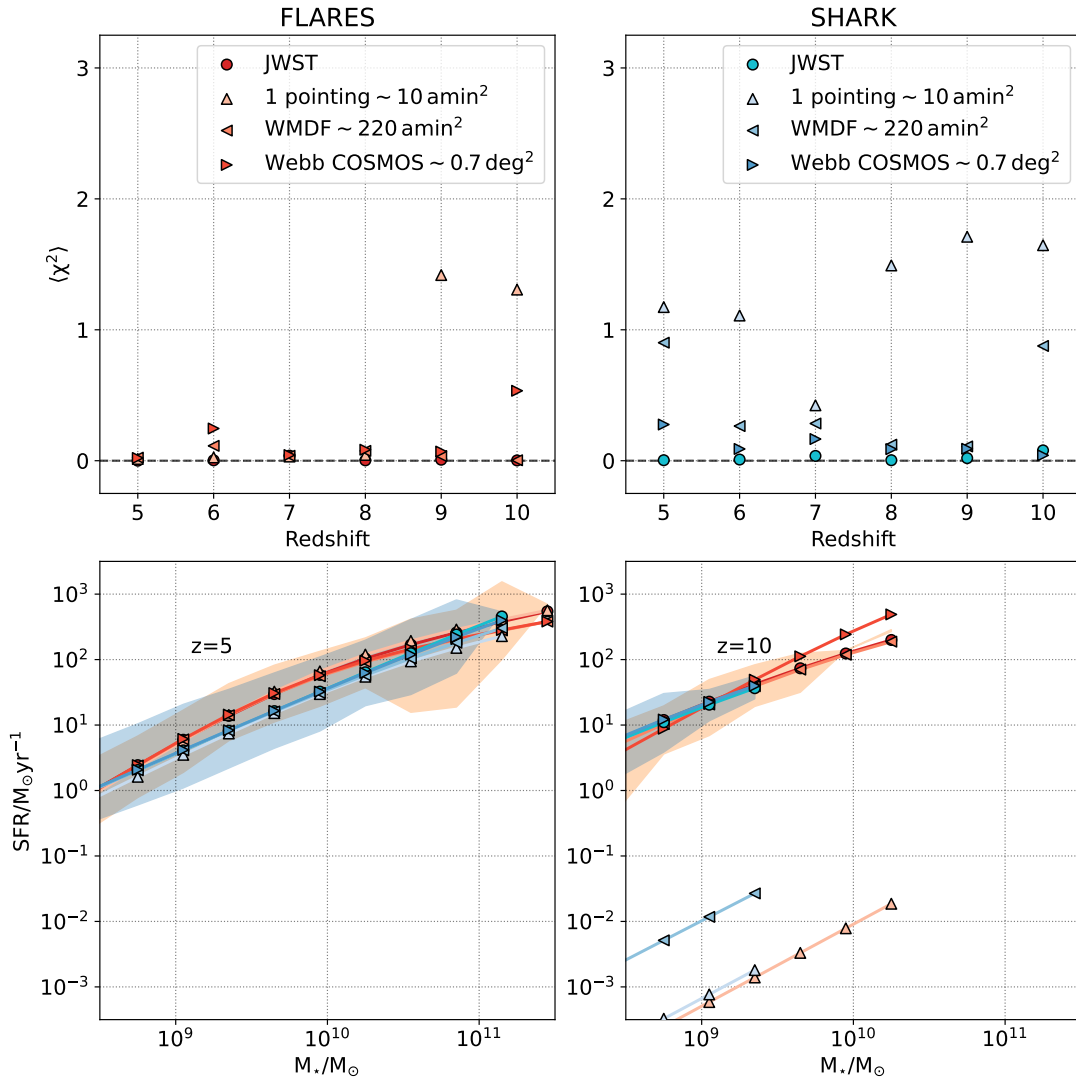 FLARES
SHARK
3
2
1
0
⟨χ²⟩
JWST
1 pointing ~ 10 amin²
WMDF ~ 220 amin²
Webb COSMOS ~ 0.7 deg²
JWST
1 pointing ~ 10 amin²
WMDF ~ 220 amin²
Webb COSMOS ~ 0.7 deg²
3
2
1
0
5 6 7 8 9 10
5 6 7 8 9 10
Redshift
Redshift
10³
10²
10¹
10⁰
10⁻¹
10⁻²
10⁻³
SFR/M⊙yr⁻¹
z=5
10³
10²
10¹
10⁰
10⁻¹
10⁻²
10⁻³
z=10
10⁹ 10¹⁰ 10¹¹
10⁹ 10¹⁰ 10¹¹
M⋆/M⊙
M⋆/M⊙